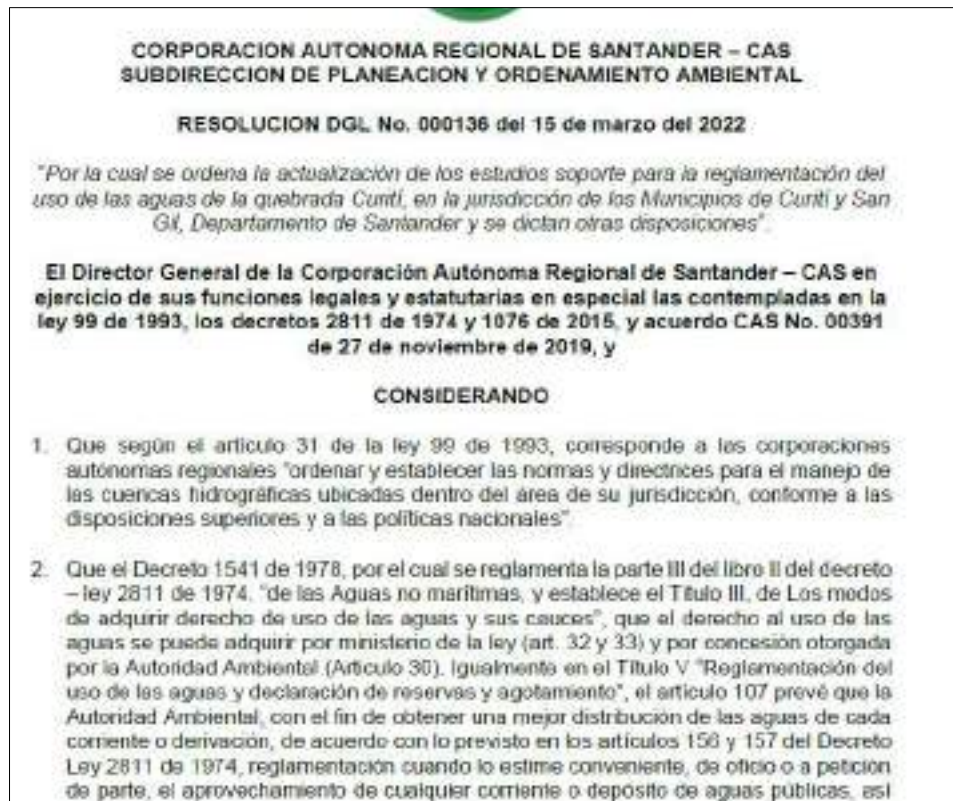 CORPORACION AUTONOMA REGIONAL DE SANTANDER – CAS
SUBDIRECCION DE PLANEACION Y ORDENAMIENTO AMBIENTAL
RESOLUCION DGL No. 000136 del 15 de marzo del 2022
"Por la cual se ordena la actualización de los estudios soporte para la reglamentación del
uso de las aguas de la quebrada Curití, en la jurisdicción de los Municipios de Curití y San
Gil, Departamento de Santander y se dictan otras disposiciones".
El Director General de la Corporación Autónoma Regional de Santander – CAS en
ejercicio de sus funciones legales y estatutarias en especial las contempladas en la
ley 99 de 1993, los decretos 2811 de 1974 y 1076 de 2015, y acuerdo CAS No. 00391
de 27 de noviembre de 2019, y
CONSIDERANDO
1. Que según el artículo 31 de la ley 99 de 1993, corresponde a las corporaciones
autónomas regionales "ordenar y establecer las normas y directrices para el manejo de
las cuencas hidrográficas ubicadas dentro del área de su jurisdicción, conforme a las
disposiciones superiores y a las políticas nacionales".
2. Que el Decreto 1541 de 1978, por el cual se reglamenta la parte III del libro II del decreto
– ley 2811 de 1974. "de las Aguas no marítimas, y establece el Título III, de Los modos
de adquirir derecho de uso de las aguas y sus cauces", que el derecho al uso de las
aguas se puede adquirir por ministerio de la ley (art. 32 y 33) y por concesión otorgada
por la Autoridad Ambiental (Artículo 30). Igualmente en el Título V "Reglamentación del
uso de las aguas y declaración de reservas y agotamiento", el artículo 107 prevé que la
Autoridad Ambiental, con el fin de obtener una mejor distribución de las aguas de cada
corriente o derivación, de acuerdo con lo previsto en los artículos 156 y 157 del Decreto
Ley 2811 de 1974, reglamentación cuando lo estime conveniente, de oficio o a petición
de parte, el aprovechamiento de cualquier corriente o depósito de aguas públicas, así